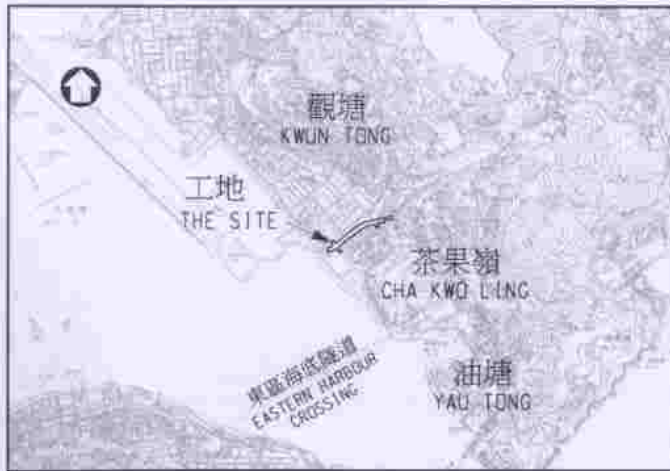 觀塘
KWUN TONG
工地
THE SITE
茶果嶺
CHA KWO LING
東區海底隧道
EASTERN HARBOUR
CROSSING
油塘
YAU TONG